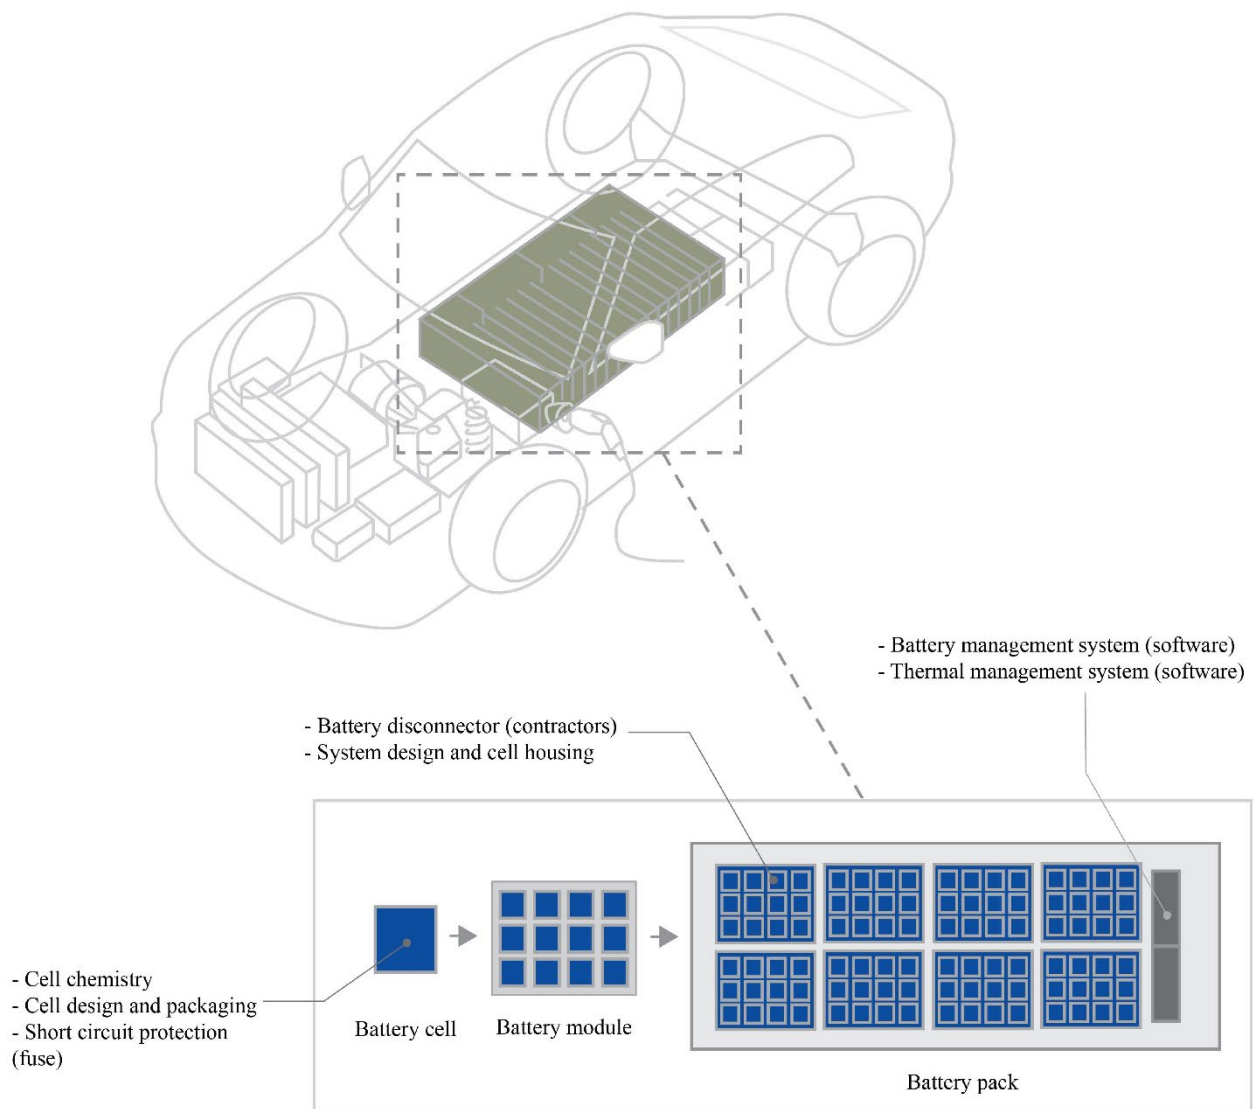 - Battery management system (software)
- Thermal management system (software)
- Battery disconnector (contractors)
- System design and cell housing
- Cell chemistry
- Cell design and packaging
- Short circuit protection
(fuse)
Battery cell
Battery module
Battery pack